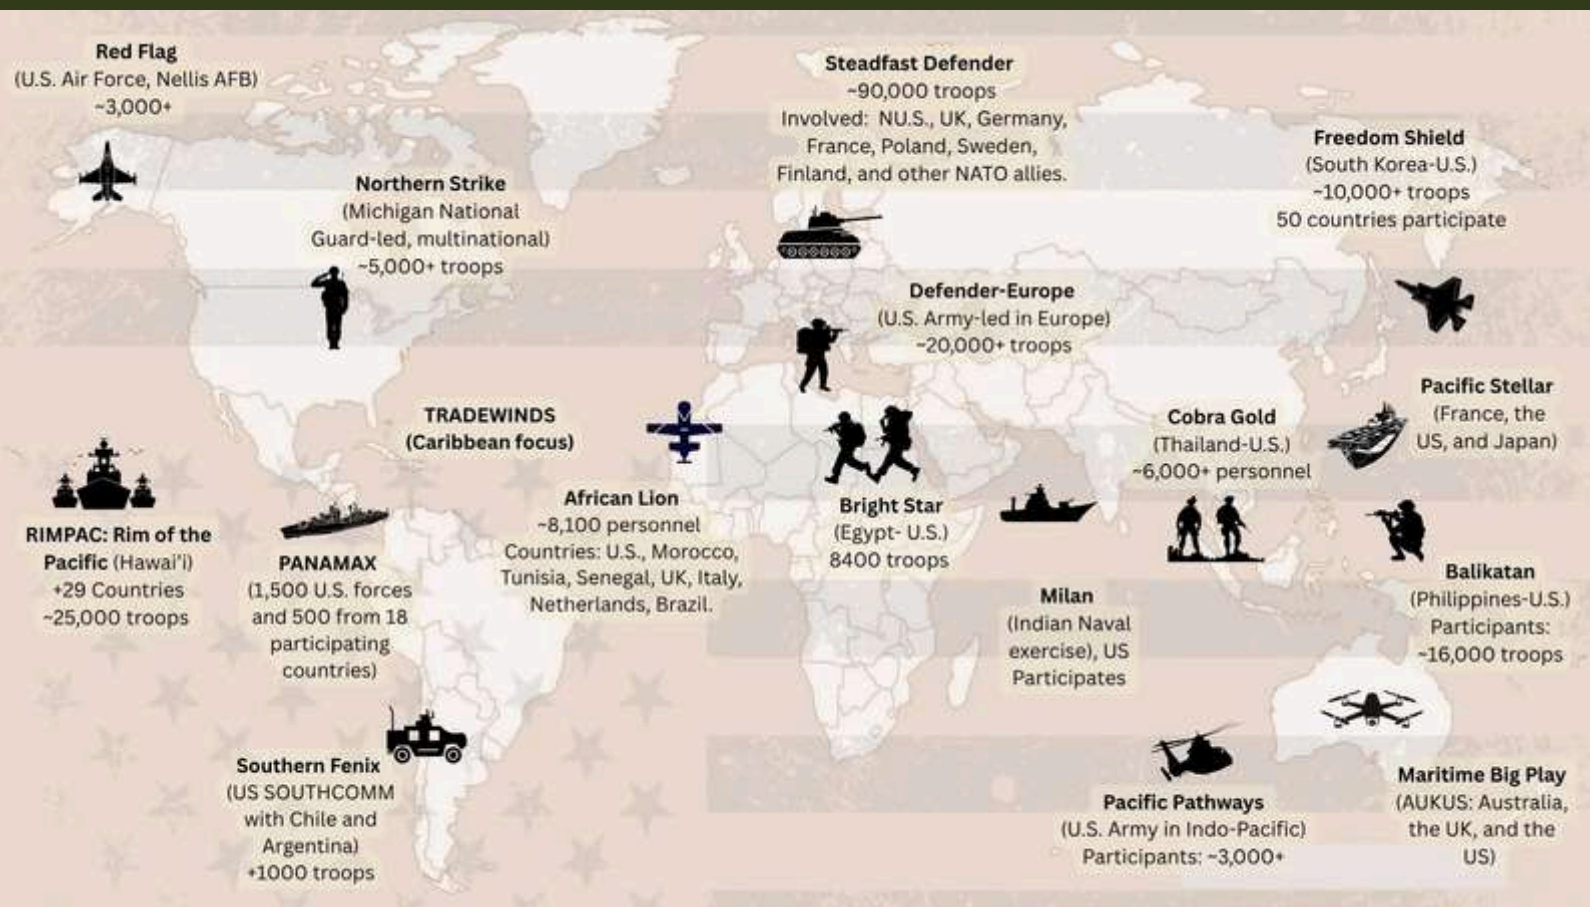 Red Flag
(U.S. Air Force, Nellis AFB)
~3,000+
Northern Strike
(Michigan National
Guard-led, multinational)
~5,000+ troops
Steadfast Defender
~90,000 troops
Involved: NU.S., UK, Germany,
France, Poland, Sweden,
Finland, and other NATO allies.
Freedom Shield
(South Korea-U.S.)
~10,000+ troops
50 countries participate
Defender-Europe
(U.S. Army-led in Europe)
~20,000+ troops
TRADEWINDS
(Caribbean focus)
Pacific Stellar
(France, the
US, and Japan)
Cobra Gold
(Thailand-U.S.)
~6,000+ personnel
RIMPAC: Rim of the
Pacific (Hawai'i)
+29 Countries
~25,000 troops
PANAMAX
(1,500 U.S. forces
and 500 from 18
participating
countries)
African Lion
~8,100 personnel
Countries: U.S., Morocco,
Tunisia, Senegal, UK, Italy,
Netherlands, Brazil.
Bright Star
(Egypt- U.S.)
8400 troops
Milan
(Indian Naval
exercise), US
Participates
Balikatan
(Philippines-U.S.)
Participants:
~16,000 troops
Southern Fenix
(US SOUTHCOMM
with Chile and
Argentina)
+1000 troops
Pacific Pathways
(U.S. Army in Indo-Pacific)
Participants: ~3,000+
Maritime Big Play
(AUKUS: Australia,
the UK, and the
US)